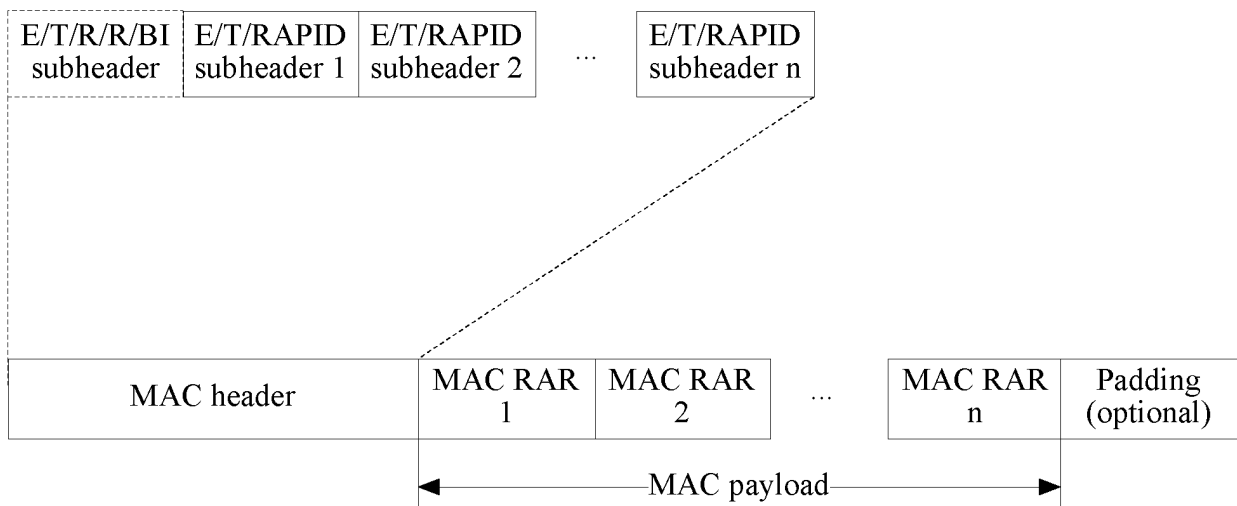 E/T/R/R/BI
subheader
E/T/RAPID
subheader 1
E/T/RAPID
subheader 2
...
E/T/RAPID
subheader n
MAC header
MAC RAR
1
MAC RAR
2
...
MAC RAR
n
Padding
(optional)
MAC payload